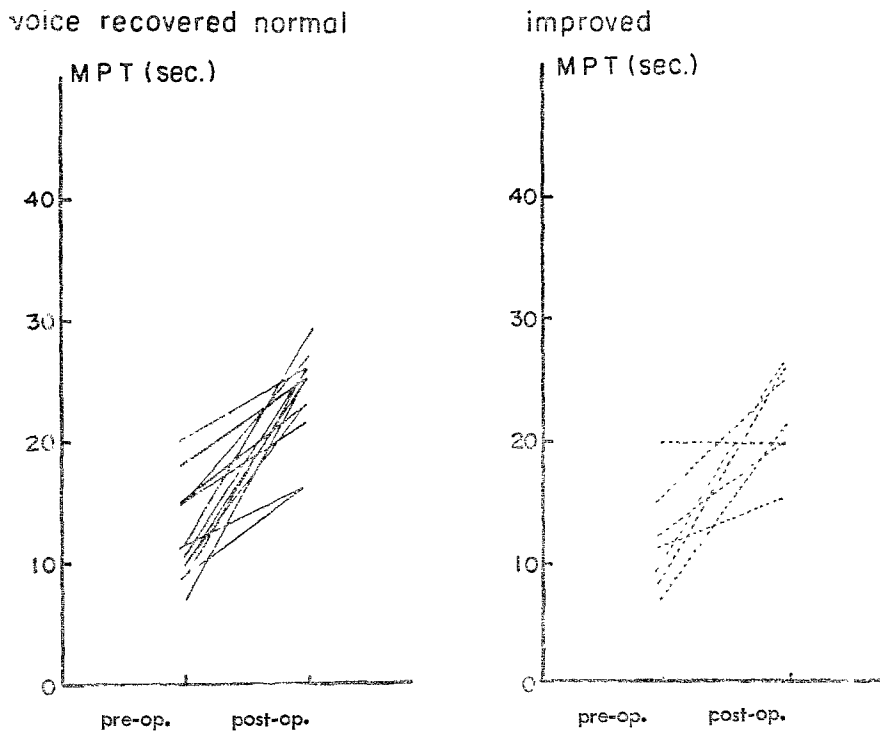 voice recovered normal
MPT (sec.)
40
30
20
10
0
pre-op. post-op.
improved
MPT (sec.)
40
30
20
10
0
pre-op. post-op.